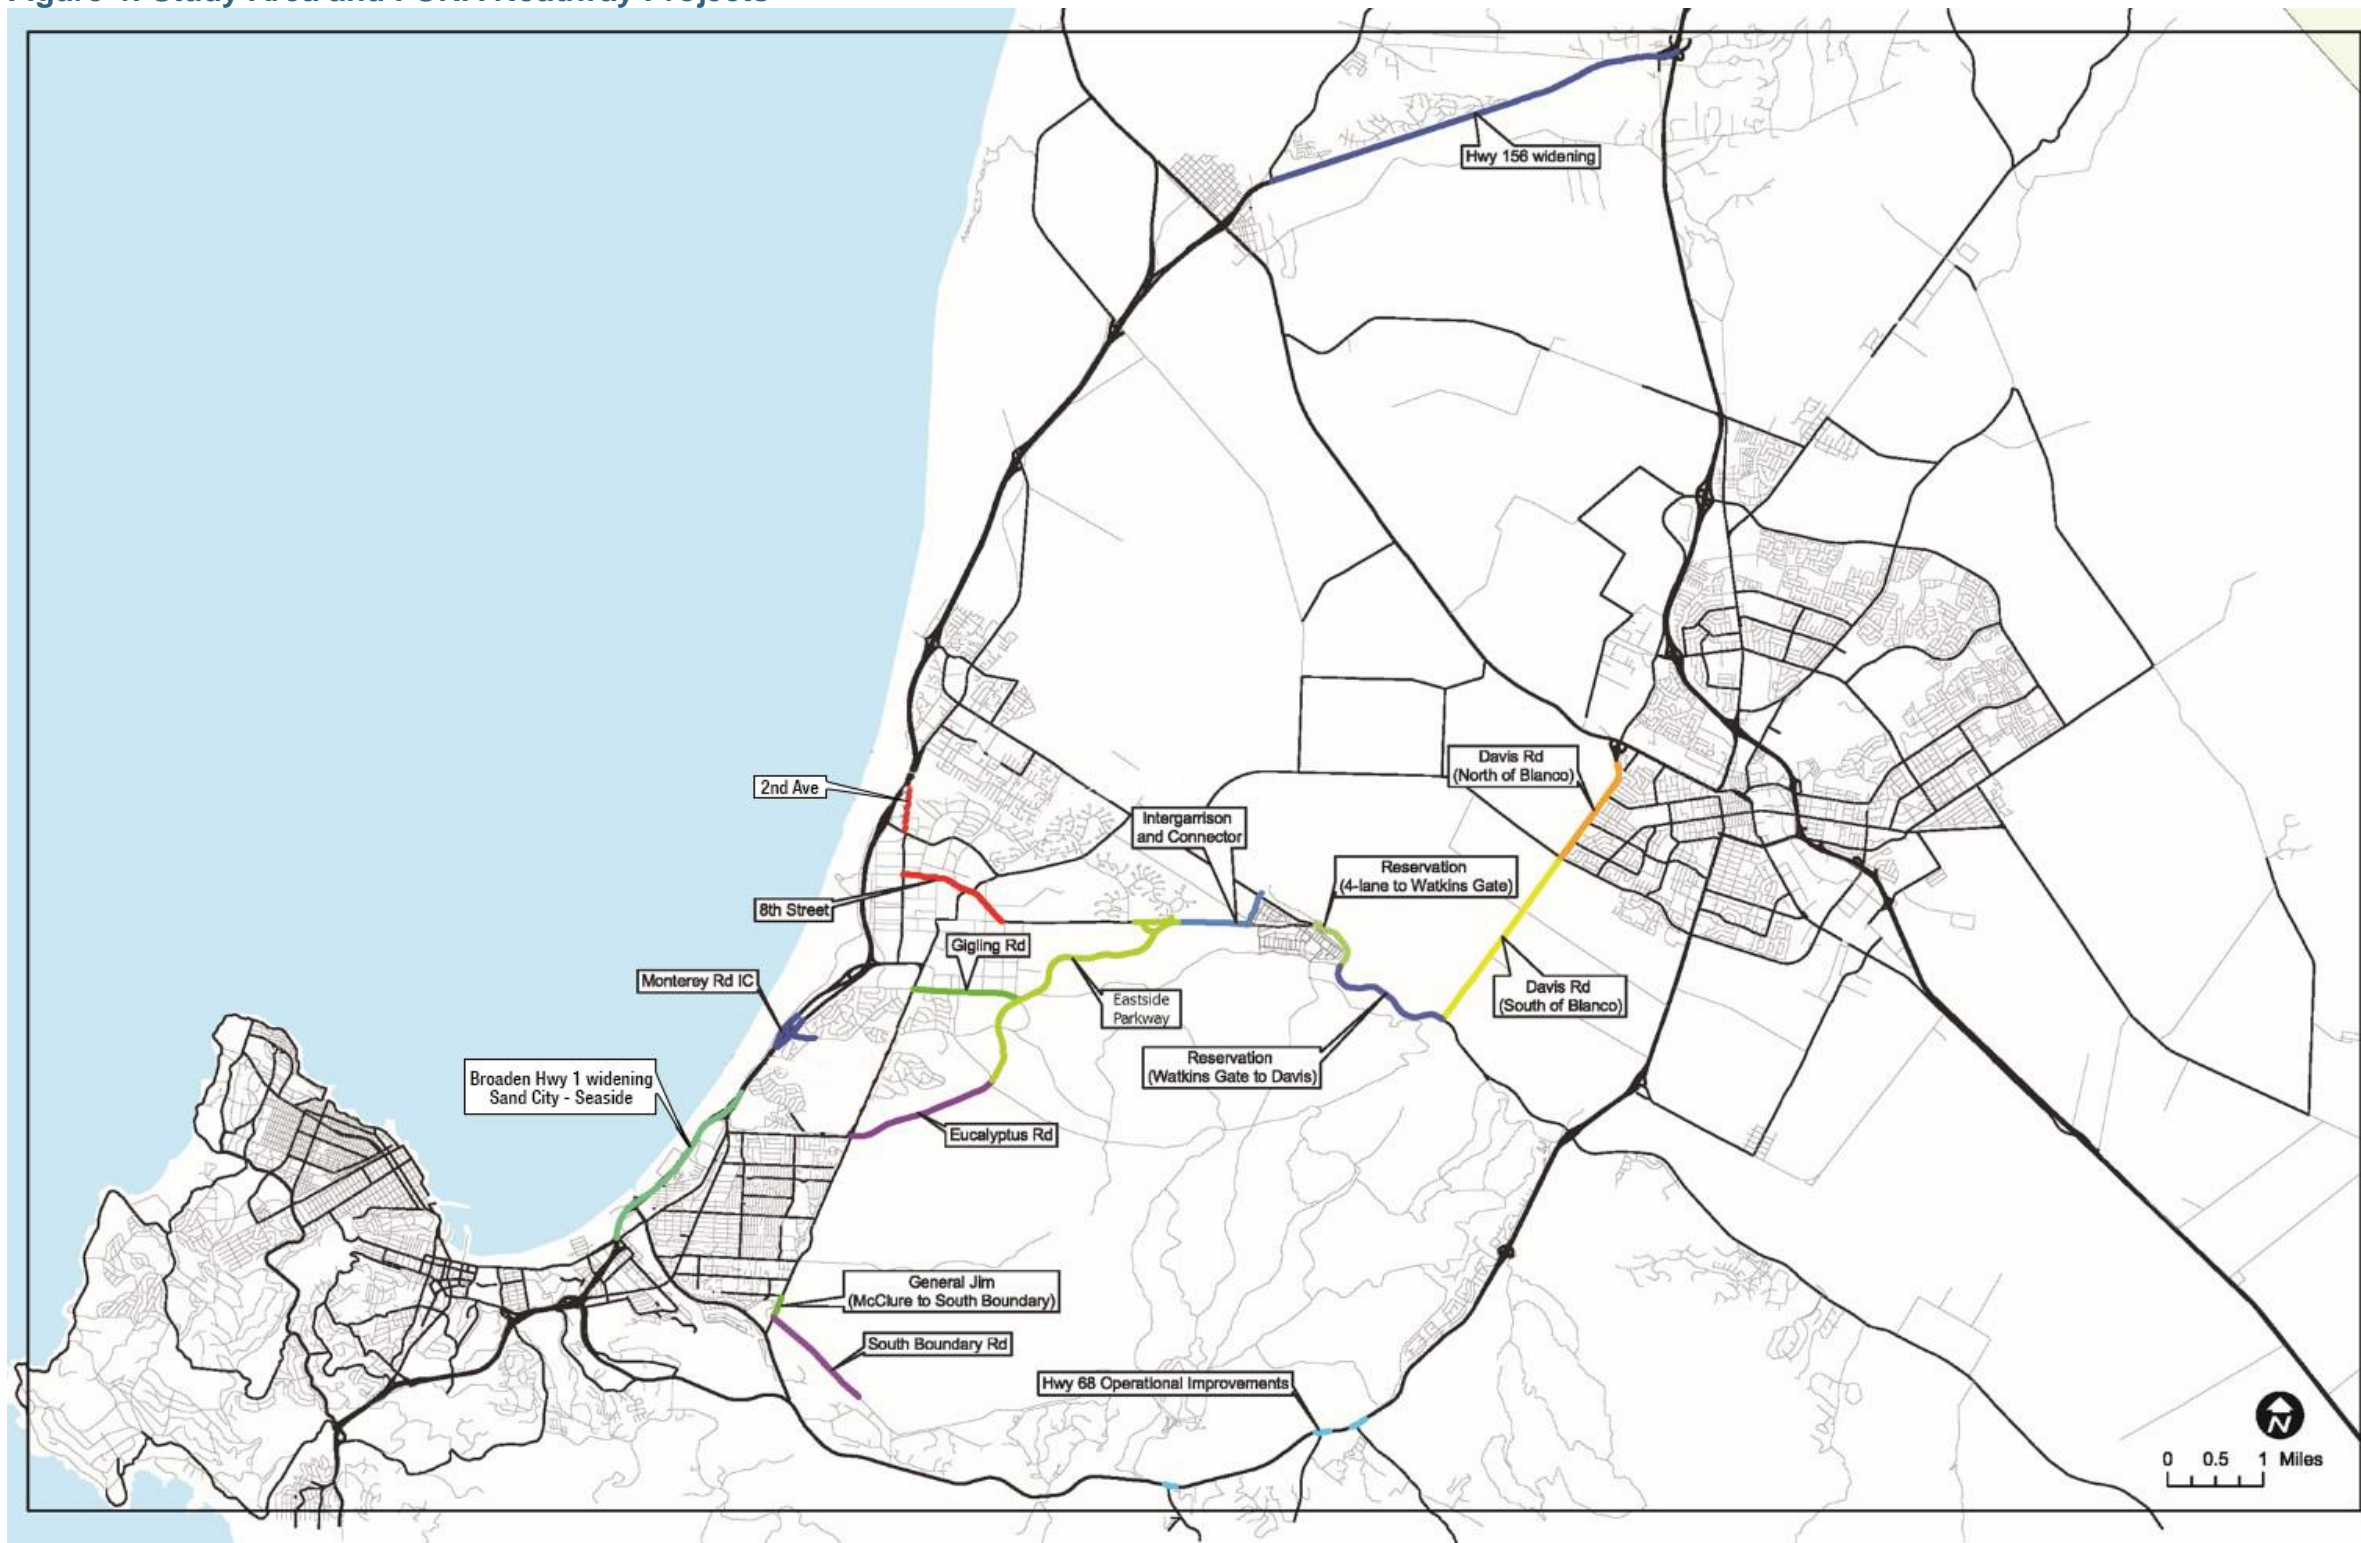 Hwy 156 widening
Davis Rd
(North of Blanco)
2nd Ave
Intergarrison
and Connector
Reservation
(4-lane to Watkins Gate)
8th Street
Gigling Rd
Monterey Rd IC
Eastside
Parkway
Davis Rd
(South of Blanco)
Reservation
(Watkins Gate to Davis)
Broaden Hwy 1 widening
Sand City - Seaside
Eucalyptus Rd
General Jim
(McClure to South Boundary)
South Boundary Rd
Hwy 68 Operational Improvements
N
0 0.5 1 Miles